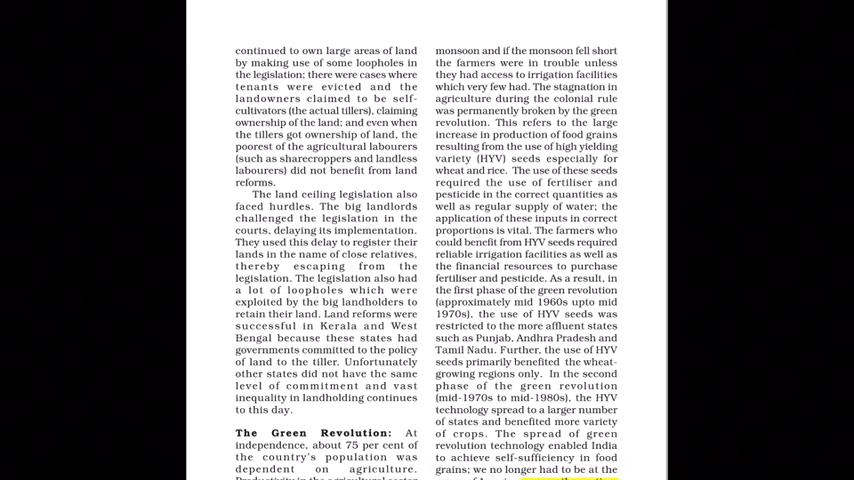 continued to own large areas of land
by making use of some loopholes in
the legislation; there were cases where
tenants were evicted and the
landowners claimed to be self-
cultivators (the actual tillers), claiming
ownership of the land; and even when
the tillers got ownership of land, the
poorest of the agricultural labourers
(such as sharecroppers and landless
labourers) did not benefit from land
reforms.
The land ceiling legislation also
faced hurdles. The big landlords
challenged the legislation in the
courts, delaying its implementation.
They used this delay to register their
lands in the name of close relatives,
thereby escaping from the
legislation. The legislation also had
a lot of loopholes which were
exploited by the big landholders to
retain their land. Land reforms were
successful in Kerala and West
Bengal because these states had
governments committed to the policy
of land to the tiller. Unfortunately
other states did not have the same
level of commitment and vast
inequality in landholding continues
to this day.
The Green Revolution: At
independence, about 75 per cent of
the country's population was
dependent on agriculture.
Productivity in the agricultural sector
monsoon and if the monsoon fell short
the farmers were in trouble unless
they had access to irrigation facilities
which very few had. The stagnation in
agriculture during the colonial rule
was permanently broken by the green
revolution. This refers to the large
increase in production of food grains
resulting from the use of high yielding
variety (HYV) seeds especially for
wheat and rice. The use of these seeds
required the use of fertiliser and
pesticide in the correct quantities as
well as regular supply of water; the
application of these inputs in correct
proportions is vital. The farmers who
could benefit from HYV seeds required
reliable irrigation facilities as well as
the financial resources to purchase
fertiliser and pesticide. As a result, in
the first phase of the green revolution
(approximately mid 1960s upto mid
1970s), the use of HYV seeds was
restricted to the more affluent states
such as Punjab, Andhra Pradesh and
Tamil Nadu. Further, the use of HYV
seeds primarily benefited the wheat-
growing regions only. In the second
phase of the green revolution
(mid-1970s to mid-1980s), the HYV
technology spread to a larger number
of states and benefited more variety
of crops. The spread of green
revolution technology enabled India
to achieve self-sufficiency in food
grains; we no longer had to be at the